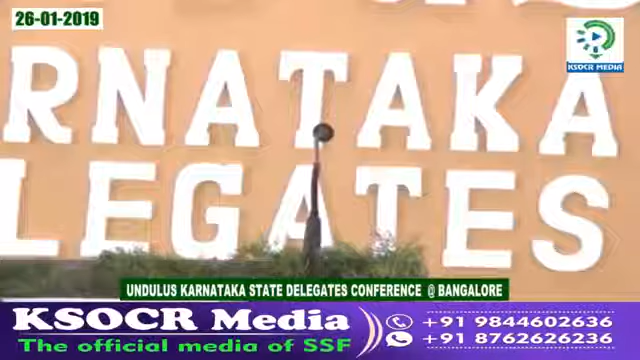 26-01-2019
KSOCR MEDIA
RNATAKA
LEGATES
UNDULUS KARNATAKA STATE DELEGATES CONFERENCE @ BANGALORE
KSOCR Media
The official media of SSF
+91 9844602636
+91 8762626236